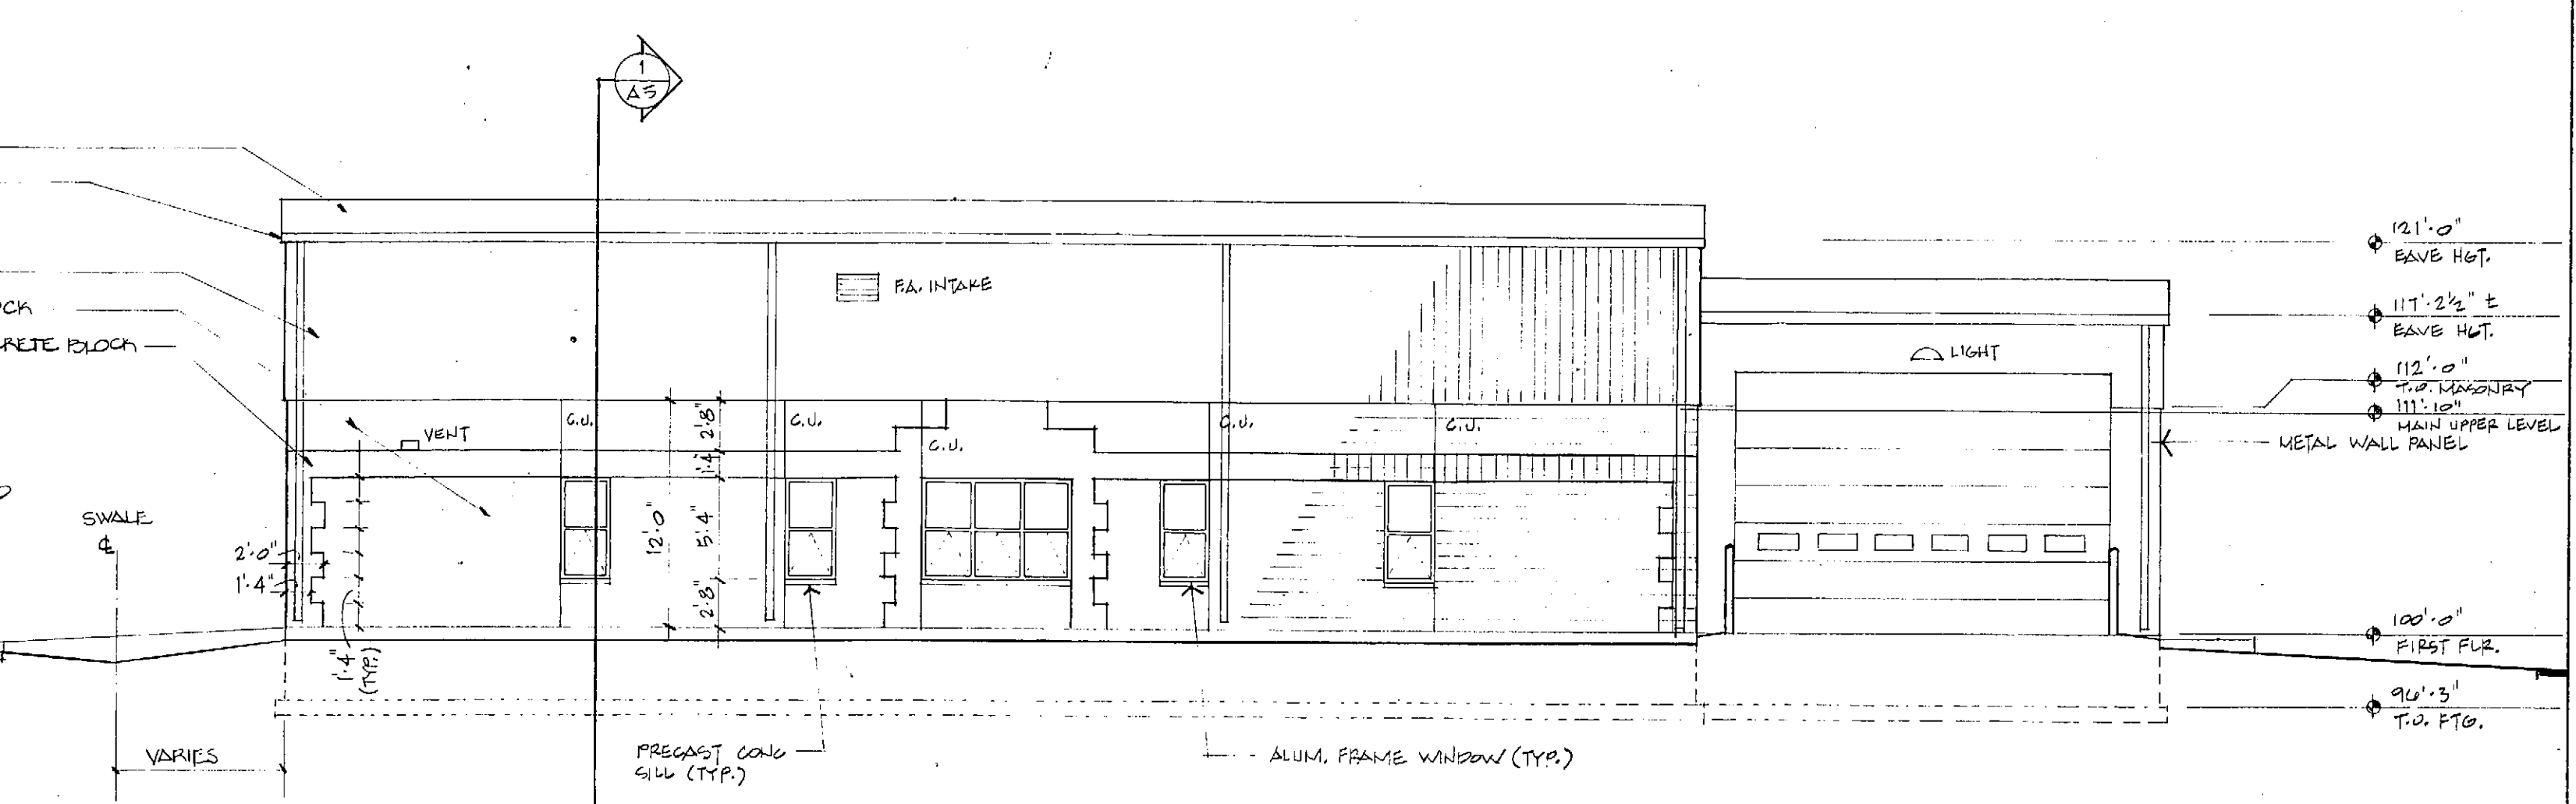 1
A5
121'-0"
EAVE HGT.
F.A. INTAKE
117'-2½" ±
EAVE HGT.
RETE BLOCK
LIGHT
112'-0"
T.O. MASONRY
111'-10"
MAIN UPPER LEVEL
METAL WALL PANEL
C.J.
C.J.
C.J.
C.J.
C.J.
VENT
2'-8"
1'-4"
12'-0"
5'-4"
2'-8"
SWALE
℄
2'-0"
1'-4"
1'-4"
(TYP.)
100'-0"
FIRST FLR.
96'-3"
T.O. FTG.
VARIES
PRECAST CONC
SILL (TYP.)
ALUM. FRAME WINDOW (TYP.)